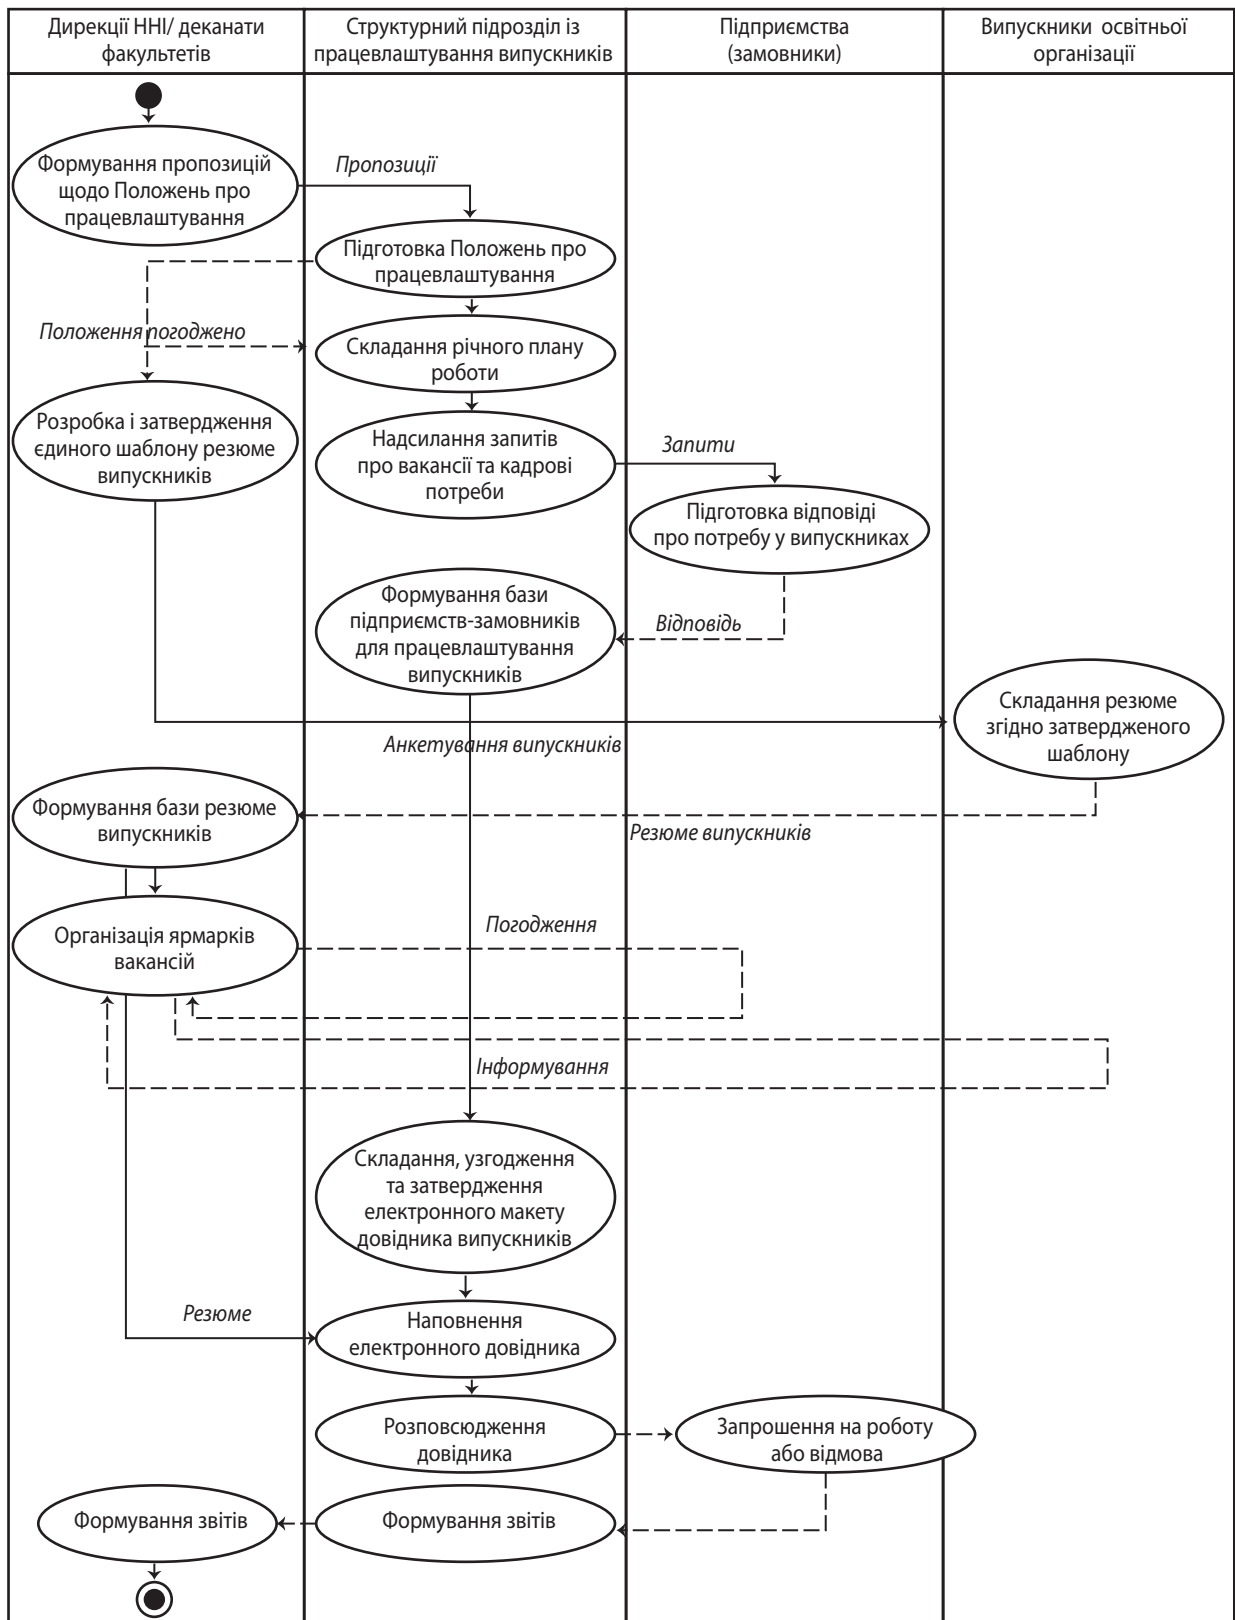 Дирекції ННІ/ деканати
факультетів
Структурний підрозділ із
працевлаштування випускників
Підприємства
(замовники)
Випускники освітньої
організації
Формування пропозицій
щодо Положень про
працевлаштування
Пропозиції
Підготовка Положень про
працевлаштування
Положення погоджено
Складання річного плану
роботи
Розробка і затвердження
єдиного шаблону резюме
випускників
Надсилання запитів
про вакансії та кадрові
потреби
Запити
Підготовка відповіді
про потребу у випускниках
Формування бази
підприємств-замовників
для працевлаштування
випускників
Відповідь
Складання резюме
згідно затвердженого
шаблону
Анкетування випускників
Формування бази резюме
випускників
Резюме випускників
Організація ярмарків
вакансій
Погодження
Інформування
Складання, узгодження
та затвердження
електронного макету
довідника випускників
Резюме
Наповнення
електронного довідника
Розповсюдження
довідника
Запрошення на роботу
або відмова
Формування звітів
Формування звітів